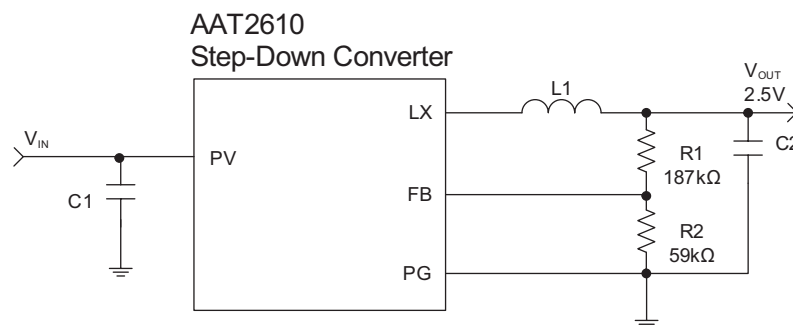 AAT2610
Step-Down Converter
VOUT
2.5V
L1
LX
VIN
PV
C2
R1
187kΩ
C1
FB
R2
59kΩ
PG